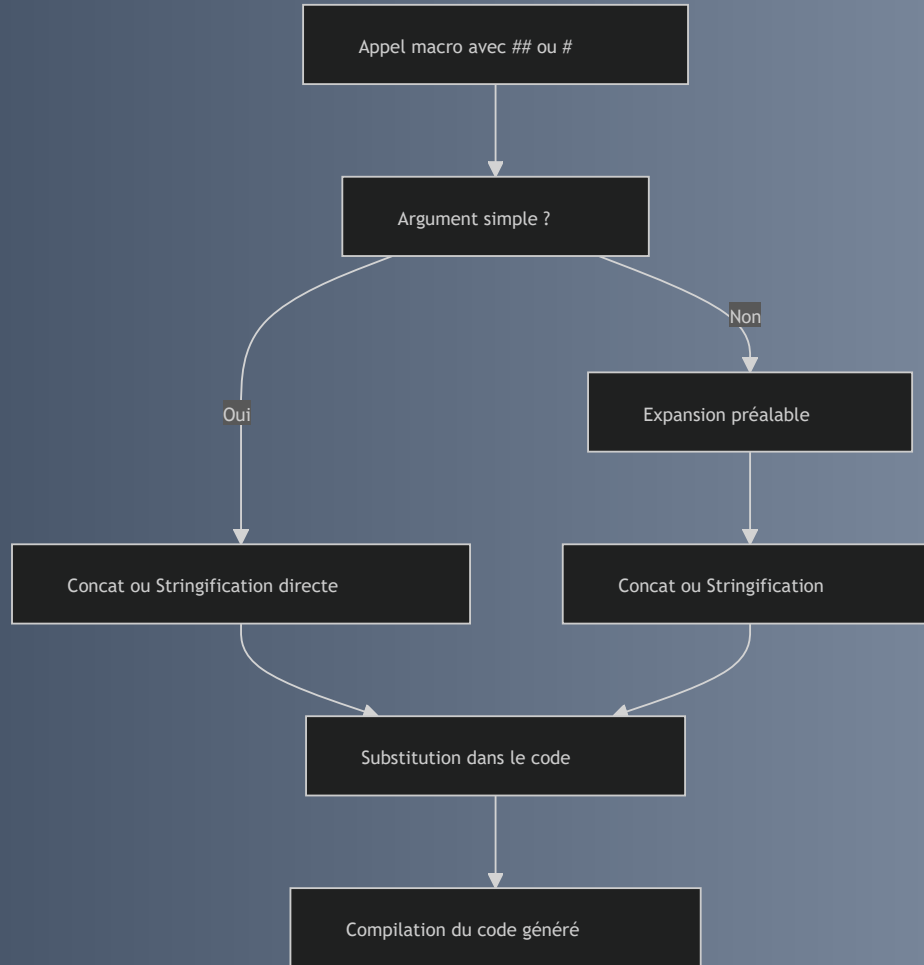 Appel macro avec ## ou #
Argument simple ?
Non
Oui
Expansion préalable
Concat ou Stringification directe
Concat ou Stringification
Substitution dans le code
Compilation du code généré